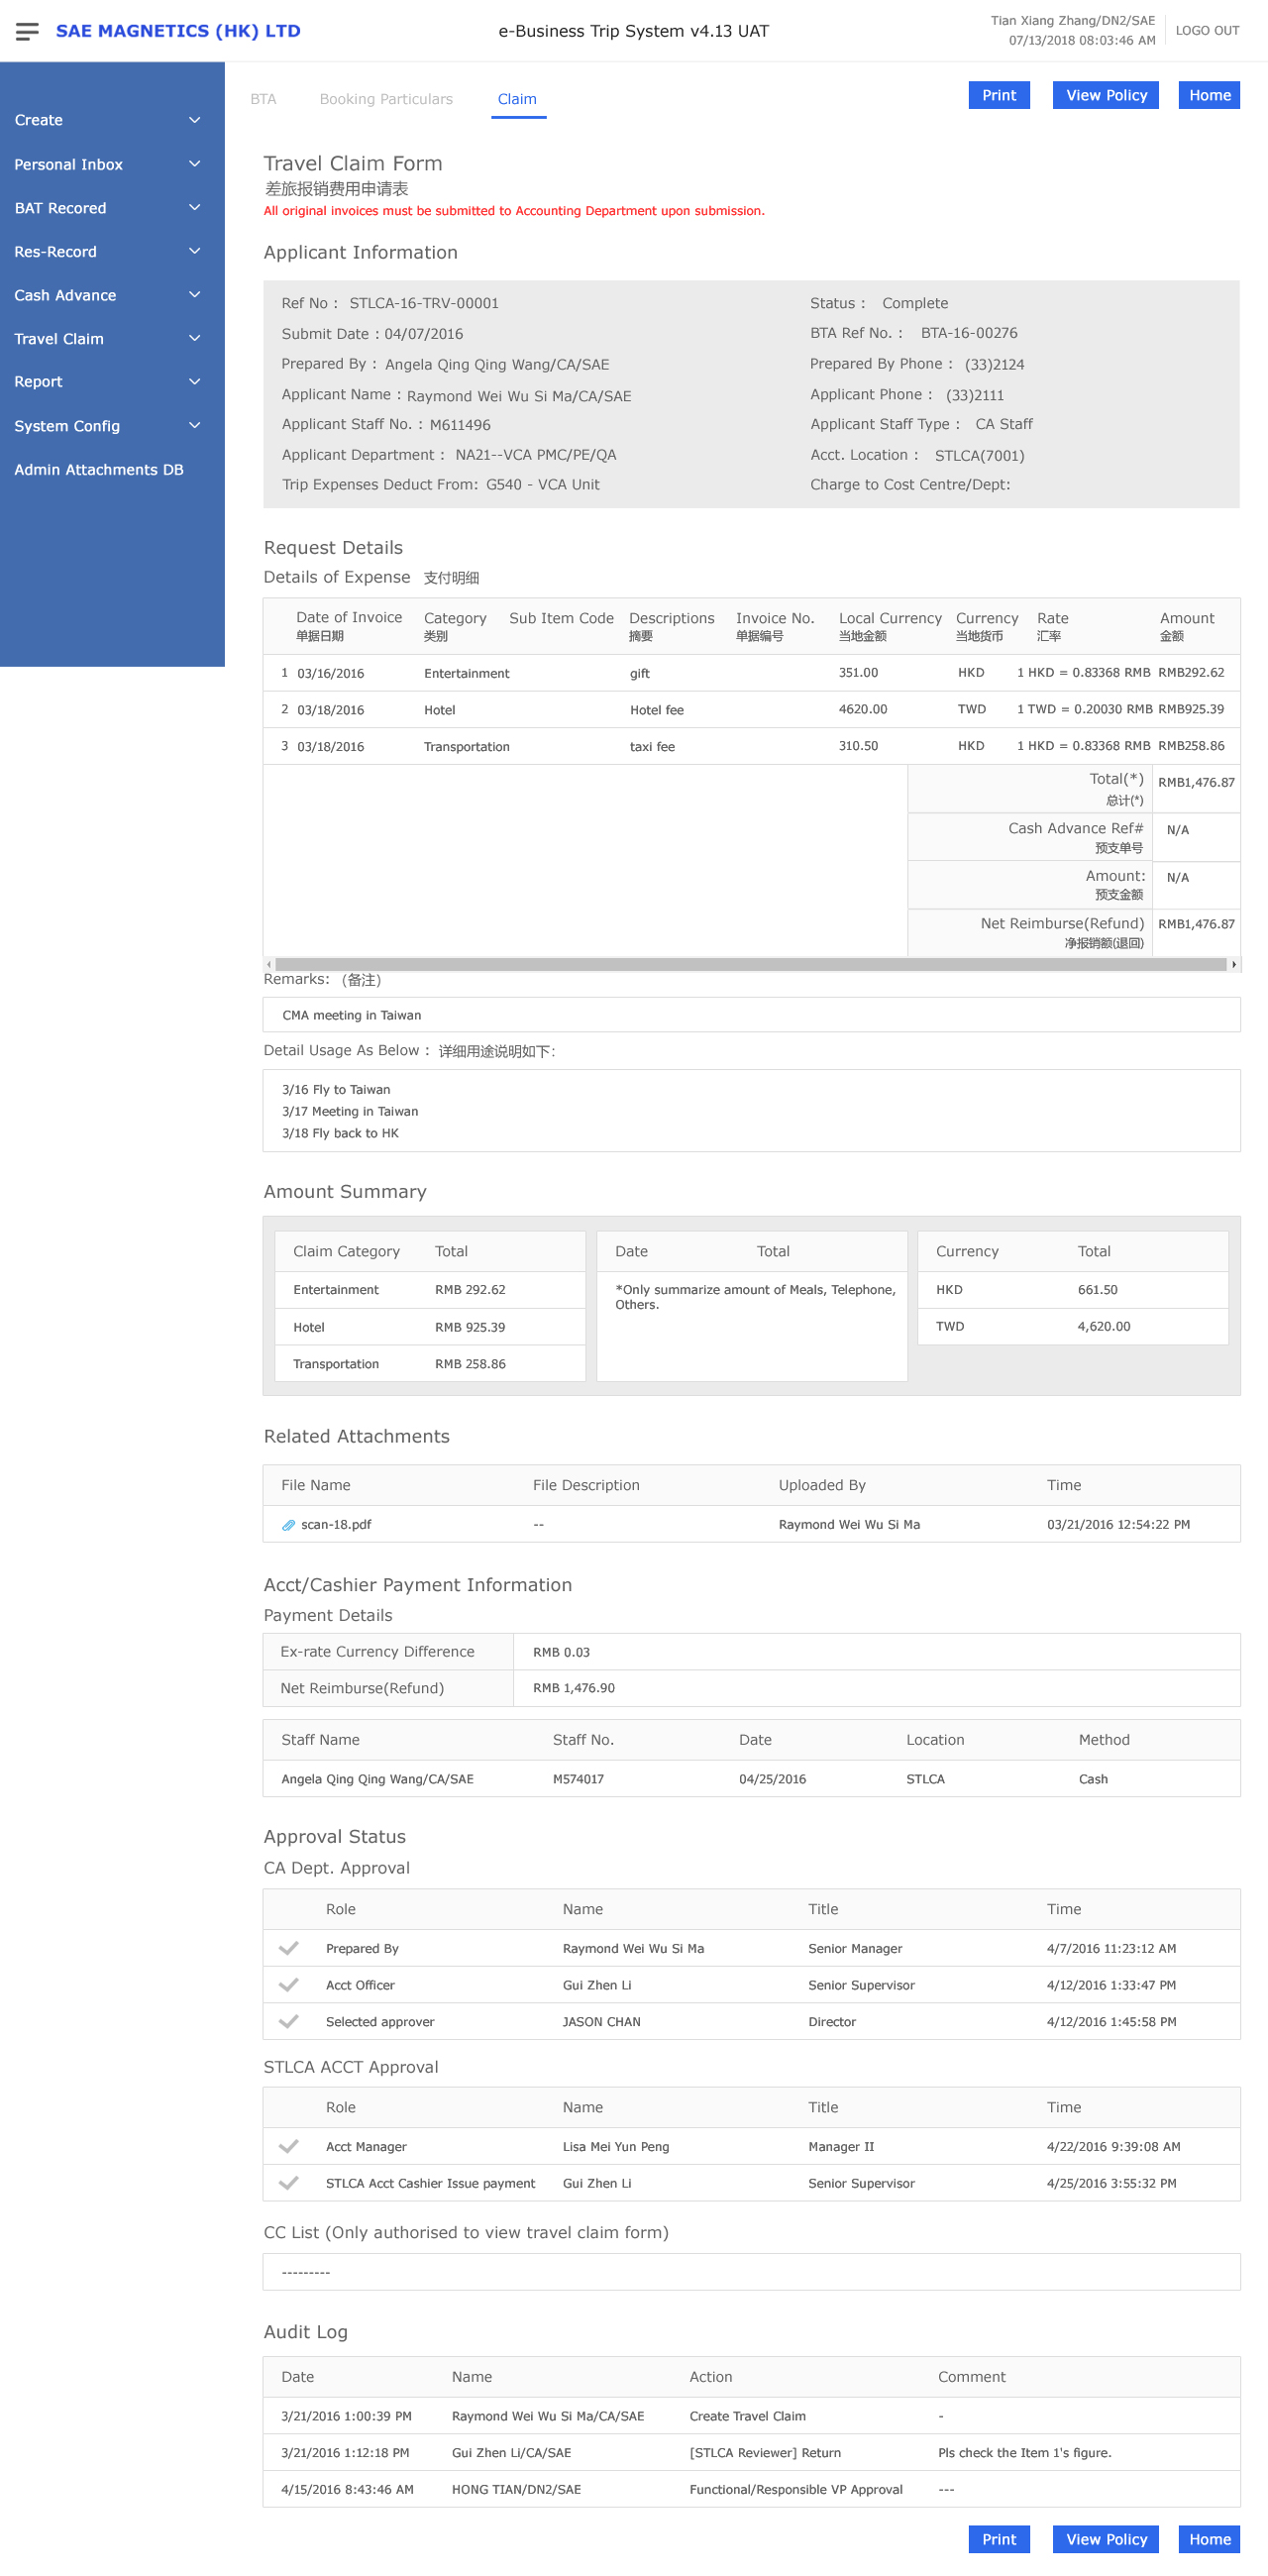 SAE MAGNETICS (HK) LTD
e-Business Trip System v4.13 UAT
Tian Xiang Zhang/DN2/SAE
07/13/2018 08:03:46 AM
LOGO OUT
Create
Personal Inbox
BAT Recored
Res-Record
Cash Advance
Travel Claim
Report
System Config
Admin Attachments DB
BTA Booking Particulars Claim
Print View Policy Home
Travel Claim Form
差旅报销费用申请表
All original invoices must be submitted to Accounting Department upon submission.
Applicant Information
Ref No : STLCA-16-TRV-00001 Status : Complete
Submit Date : 04/07/2016 BTA Ref No. : BTA-16-00276
Prepared By : Angela Qing Qing Wang/CA/SAE Prepared By Phone : (33)2124
Applicant Name : Raymond Wei Wu Si Ma/CA/SAE Applicant Phone : (33)2111
Applicant Staff No. : M611496 Applicant Staff Type : CA Staff
Applicant Department : NA21--VCA PMC/PE/QA Acct. Location : STLCA(7001)
Trip Expenses Deduct From: G540 - VCA Unit Charge to Cost Centre/Dept:
Request Details
Details of Expense 支付明细
Date of Invoice Category Sub Item Code Descriptions Invoice No. Local Currency Currency Rate Amount
单据日期 类别 摘要 单据编号 当地金额 当地货币 汇率 金额
1 03/16/2016 Entertainment gift 351.00 HKD 1 HKD = 0.83368 RMB RMB292.62
2 03/18/2016 Hotel Hotel fee 4620.00 TWD 1 TWD = 0.20030 RMB RMB925.39
3 03/18/2016 Transportation taxi fee 310.50 HKD 1 HKD = 0.83368 RMB RMB258.86
Total(*) RMB1,476.87
总计(*)
Cash Advance Ref# N/A
预支单号
Amount: N/A
预支金额
Net Reimburse(Refund) RMB1,476.87
净报销额(退回)
Remarks: (备注)
CMA meeting in Taiwan
Detail Usage As Below : 详细用途说明如下:
3/16 Fly to Taiwan
3/17 Meeting in Taiwan
3/18 Fly back to HK
Amount Summary
Claim Category Total Date Total Currency Total
Entertainment RMB 292.62 *Only summarize amount of Meals, Telephone, HKD 661.50
Others.
Hotel RMB 925.39 TWD 4,620.00
Transportation RMB 258.86
Related Attachments
File Name File Description Uploaded By Time
scan-18.pdf -- Raymond Wei Wu Si Ma 03/21/2016 12:54:22 PM
Acct/Cashier Payment Information
Payment Details
Ex-rate Currency Difference RMB 0.03
Net Reimburse(Refund) RMB 1,476.90
Staff Name Staff No. Date Location Method
Angela Qing Qing Wang/CA/SAE M574017 04/25/2016 STLCA Cash
Approval Status
CA Dept. Approval
Role Name Title Time
Prepared By Raymond Wei Wu Si Ma Senior Manager 4/7/2016 11:23:12 AM
Acct Officer Gui Zhen Li Senior Supervisor 4/12/2016 1:33:47 PM
Selected approver JASON CHAN Director 4/12/2016 1:45:58 PM
STLCA ACCT Approval
Role Name Title Time
Acct Manager Lisa Mei Yun Peng Manager II 4/22/2016 9:39:08 AM
STLCA Acct Cashier Issue payment Gui Zhen Li Senior Supervisor 4/25/2016 3:55:32 PM
CC List (Only authorised to view travel claim form)
---------
Audit Log
Date Name Action Comment
3/21/2016 1:00:39 PM Raymond Wei Wu Si Ma/CA/SAE Create Travel Claim -
3/21/2016 1:12:18 PM Gui Zhen Li/CA/SAE [STLCA Reviewer] Return Pls check the Item 1's figure.
4/15/2016 8:43:46 AM HONG TIAN/DN2/SAE Functional/Responsible VP Approval ---
Print View Policy Home